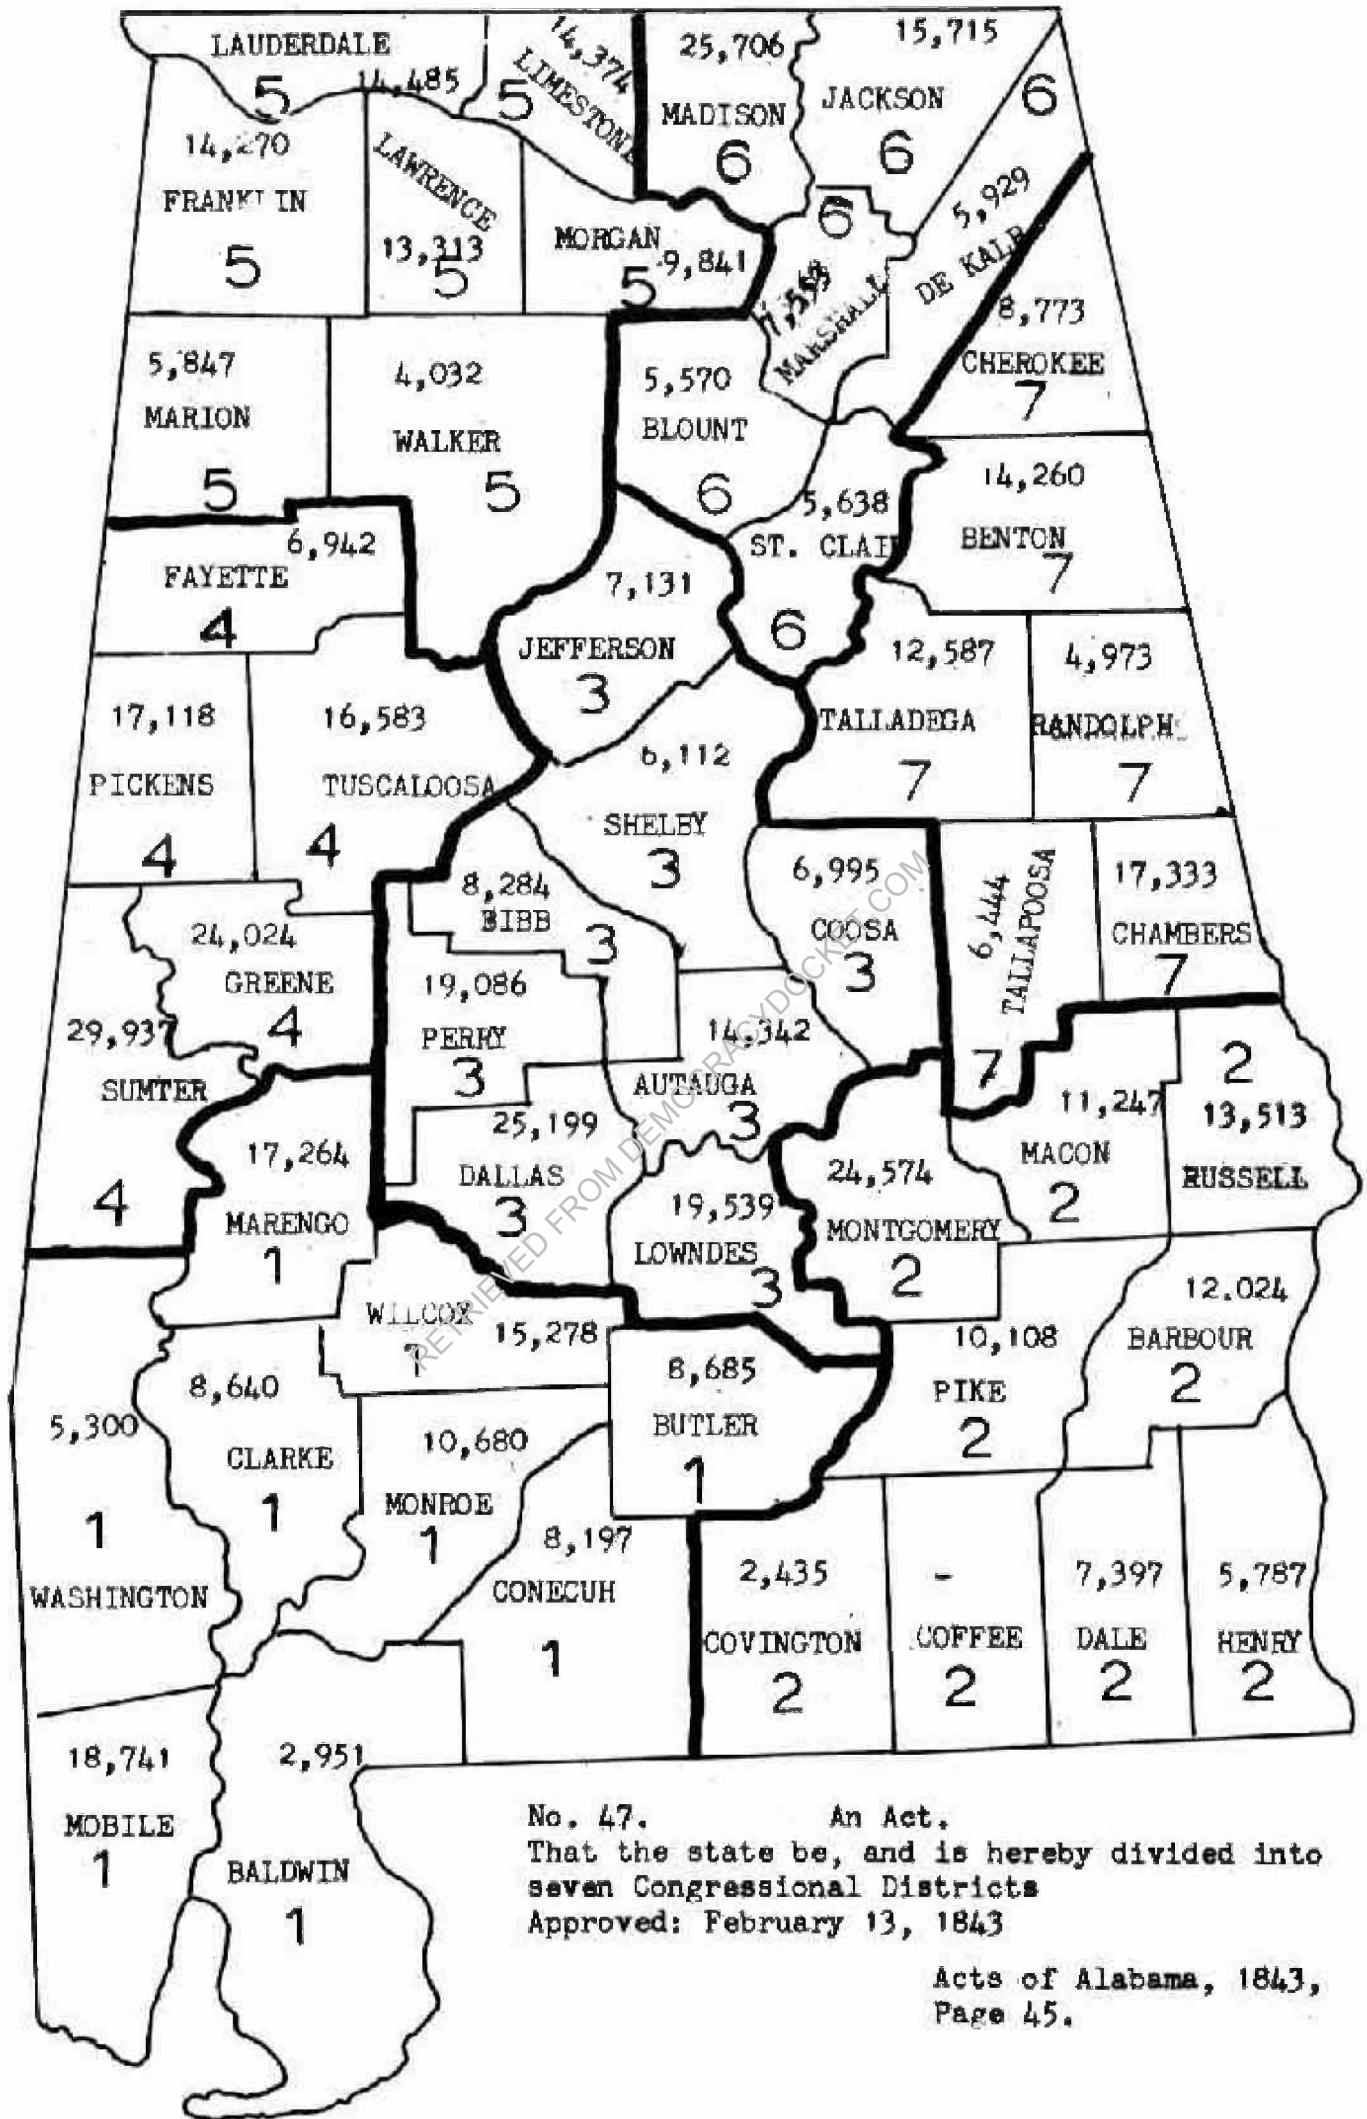 LAUDERDALE
14,485
5
14,374
LIMESTONE
5
25,706
MADISON
6
15,715
JACKSON
6
6
5,929
DE KALB
14,270
FRANKLIN
5
LAWRENCE
13,313
5
MORGAN
9,841
5
6
MARSHALL
8,773
CHEROKEE
7
5,847
MARION
5
4,032
WALKER
5
5,570
BLOUNT
6
5,638
ST. CLAIR
6
14,260
BENTON
7
6,942
FAYETTE
4
7,131
JEFFERSON
3
12,587
TALLADEGA
7
4,973
RANDOLPH
7
17,118
PICKENS
4
16,583
TUSCALOOSA
4
6,112
SHELBY
3
8,284
BIBB
3
6,995
COOSA
3
6,444
TALLAPOOSA
7
17,333
CHAMBERS
7
24,024
GREENE
4
29,937
SUMTER
4
19,086
PERRY
3
14,342
AUTAUGA
3
11,247
MACON
2
2
13,513
RUSSELL
17,264
MARENGO
1
25,199
DALLAS
3
19,539
LOWNDES
3
24,574
MONTGOMERY
2
WILCOX
15,278
1
10,108
PIKE
2
12.024
BARBOUR
2
8,640
CLARKE
1
5,300
1
WASHINGTON
10,680
MONROE
1
8,685
BUTLER
1
8,197
CONECUH
1
2,435
COVINGTON
2
-
COFFEE
2
7,397
DALE
2
5,787
HENRY
2
18,741
MOBILE
1
2,951
BALDWIN
1
No. 47. An Act.
That the state be, and is hereby divided into
seven Congressional Districts
Approved: February 13, 1843
Acts of Alabama, 1843,
Page 45.
RETRIEVED FROM DEMOCRACYDOCKET.COM